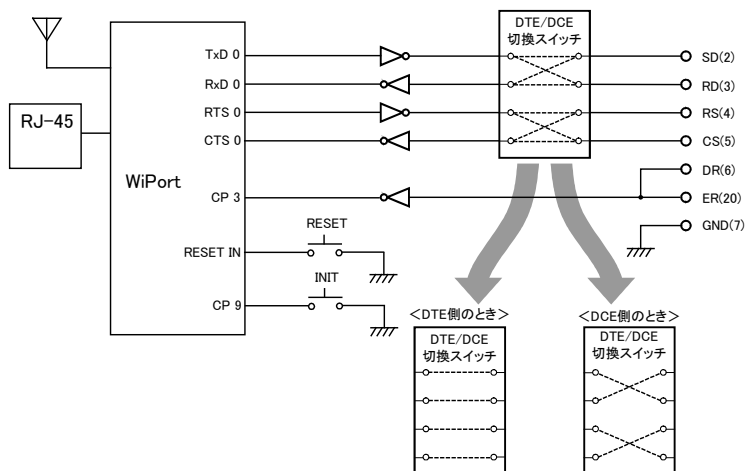 DTE/DCE
切換スイッチ
TxD 0
SD(2)
RxD 0
RD(3)
RTS 0
RS(4)
RJ-45
CTS 0
CS(5)
DR(6)
WiPort
CP 3
ER(20)
RESET
GND(7)
RESET IN
INIT
CP 9
<DTE側のとき>
<DCE側のとき>
DTE/DCE
切換スイッチ
DTE/DCE
切換スイッチ